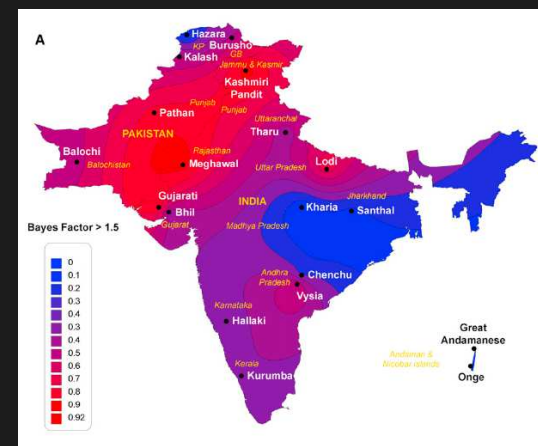 A
Hazara
KP
Burusho
Kalash
GB
Jammu & Kasmir
Kashmiri
Pandit
Punjab
Punjab
Pathan
PAKISTAN
Uttaranchal
Tharu
Balochi
Balochistan
Rajasthan
Meghawal
Uttar Pradesh
Lodi
Gujarati
Bhil
Gujarat
INDIA
Madhya Pradesh
Kharia
Jharkhand
Santhal
Bayes Factor > 1.5
0
0.1
0.2
0.3
0.3
0.4
0.4
0.5
0.6
0.7
0.8
0.9
0.92
Chenchu
Andhra
Pradesh
Vysia
Karnataka
Hallaki
Kerala
Kurumba
Great
Andamanese
Andaman &
Nicobar islands
Onge